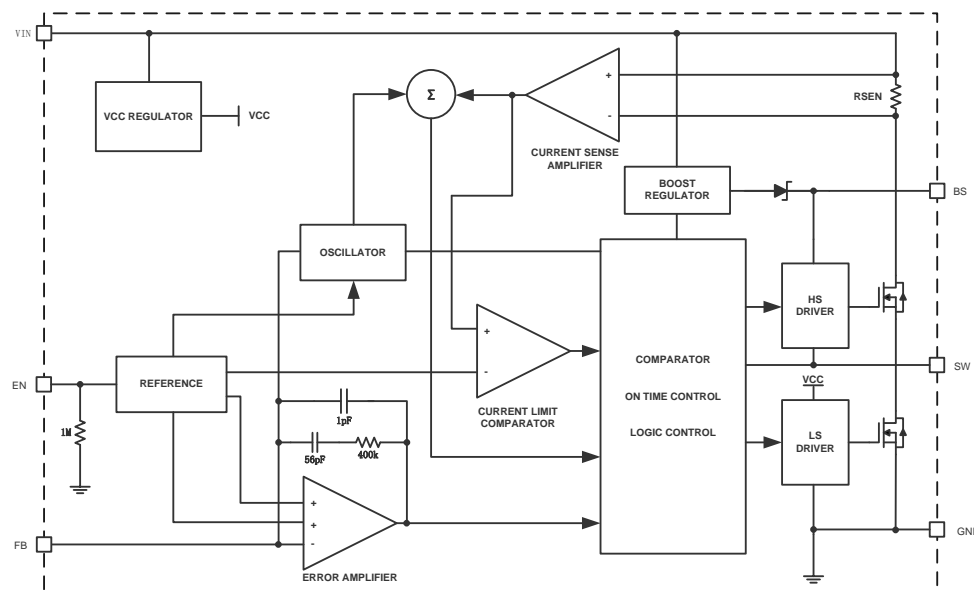 VIN
VCC REGULATOR
VCC
Σ
+
-
CURRENT SENSE
AMPLIFIER
RSEN
BOOST
REGULATOR
BS
OSCILLATOR
HS
DRIVER
+
-
CURRENT LIMIT
COMPARATOR
COMPARATOR
ON TIME CONTROL
LOGIC CONTROL
SW
EN
REFERENCE
1M
1pF
56pF
400k
VCC
LS
DRIVER
+
+
-
ERROR AMPLIFIER
FB